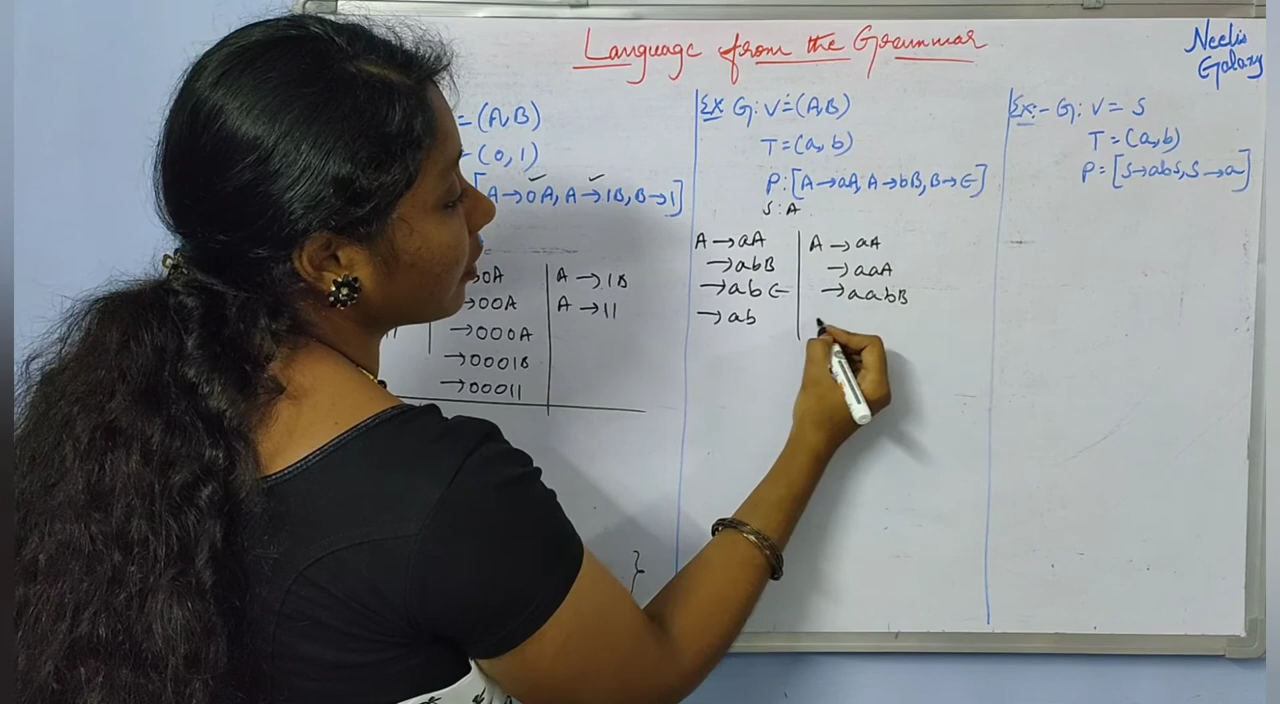 Language from the Grammar
Neelis
Galaxy
= (A,B)
= (0, 1)
[A→0A, A→1B, B→1]
→0A
→00A
→000A
→0001B
→00011
A →1B
A →11
}
Ex G: V=(A,B)
T=(a,b)
P:[A→aA, A→bB, B→ϵ]
S:A
A →aA
→abB
→abϵ
→ab
A →aA
→aaA
→aabB
Ex:- G: V= S
T= (a,b)
P= [S→abS, S→a]